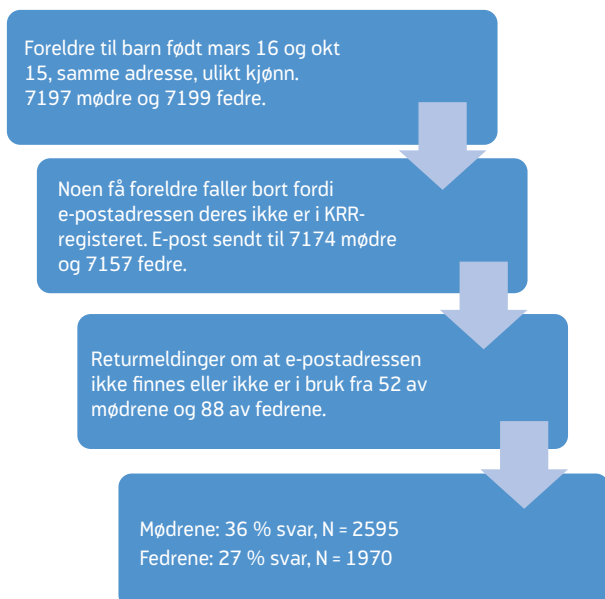 Foreldre til barn født mars 16 og okt
15, samme adresse, ulikt kjønn.
7197 mødre og 7199 fedre.
Noen få foreldre faller bort fordi
e-postadressen deres ikke er i KRR-
registeret. E-post sendt til 7174 mødre
og 7157 fedre.
Returmeldinger om at e-postadressen
ikke finnes eller ikke er i bruk fra 52 av
mødrene og 88 av fedrene.
Mødrene: 36 % svar, N = 2595
Fedrene: 27 % svar, N = 1970